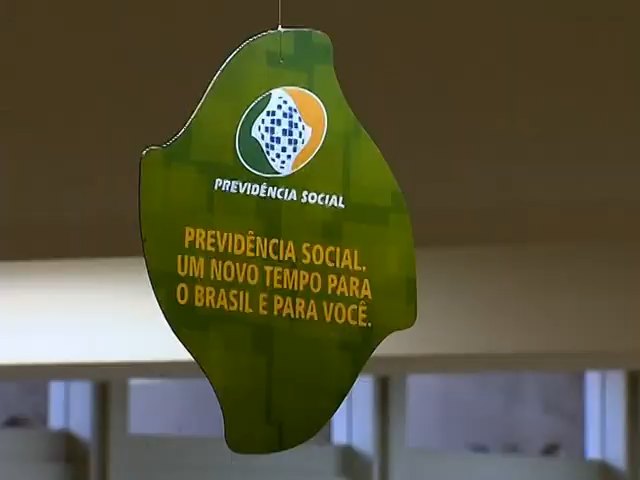 PREVIDÊNCIA SOCIAL
PREVIDÊNCIA SOCIAL.
UM NOVO TEMPO PARA
O BRASIL E PARA VOCÊ.